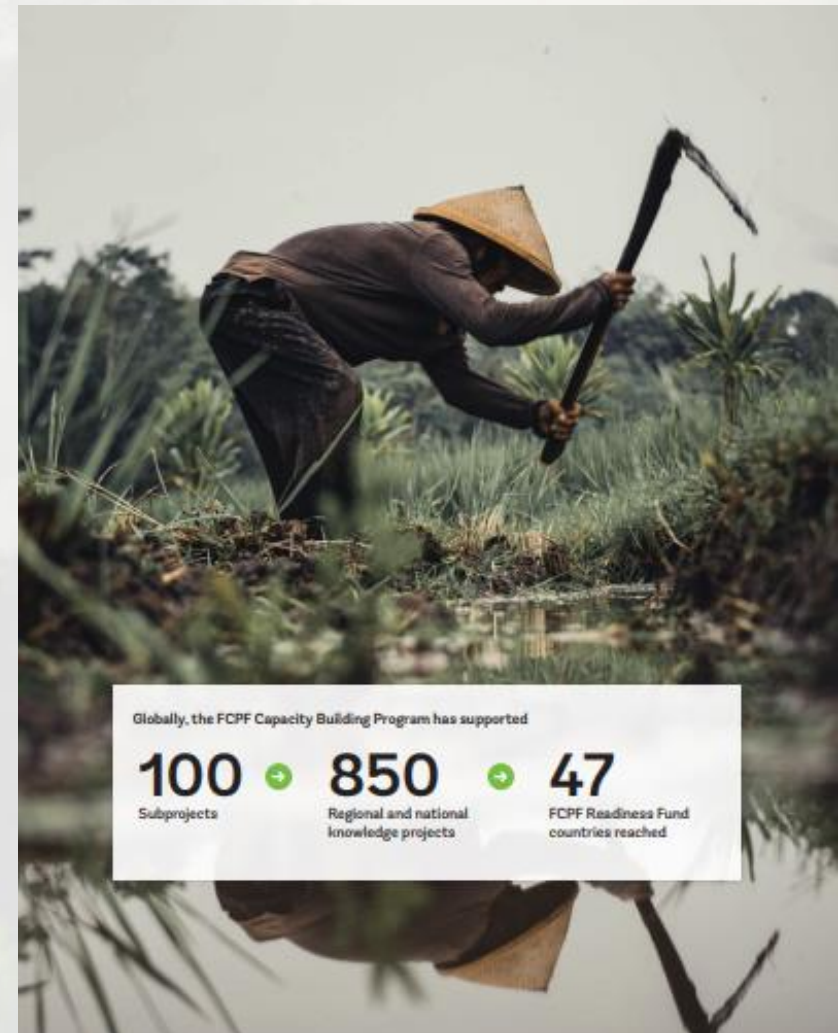 Globally, the FCPF Capacity Building Program has supported
100
Subprojects
850
Regional and national
knowledge projects
47
FCPF Readiness Fund
countries reached